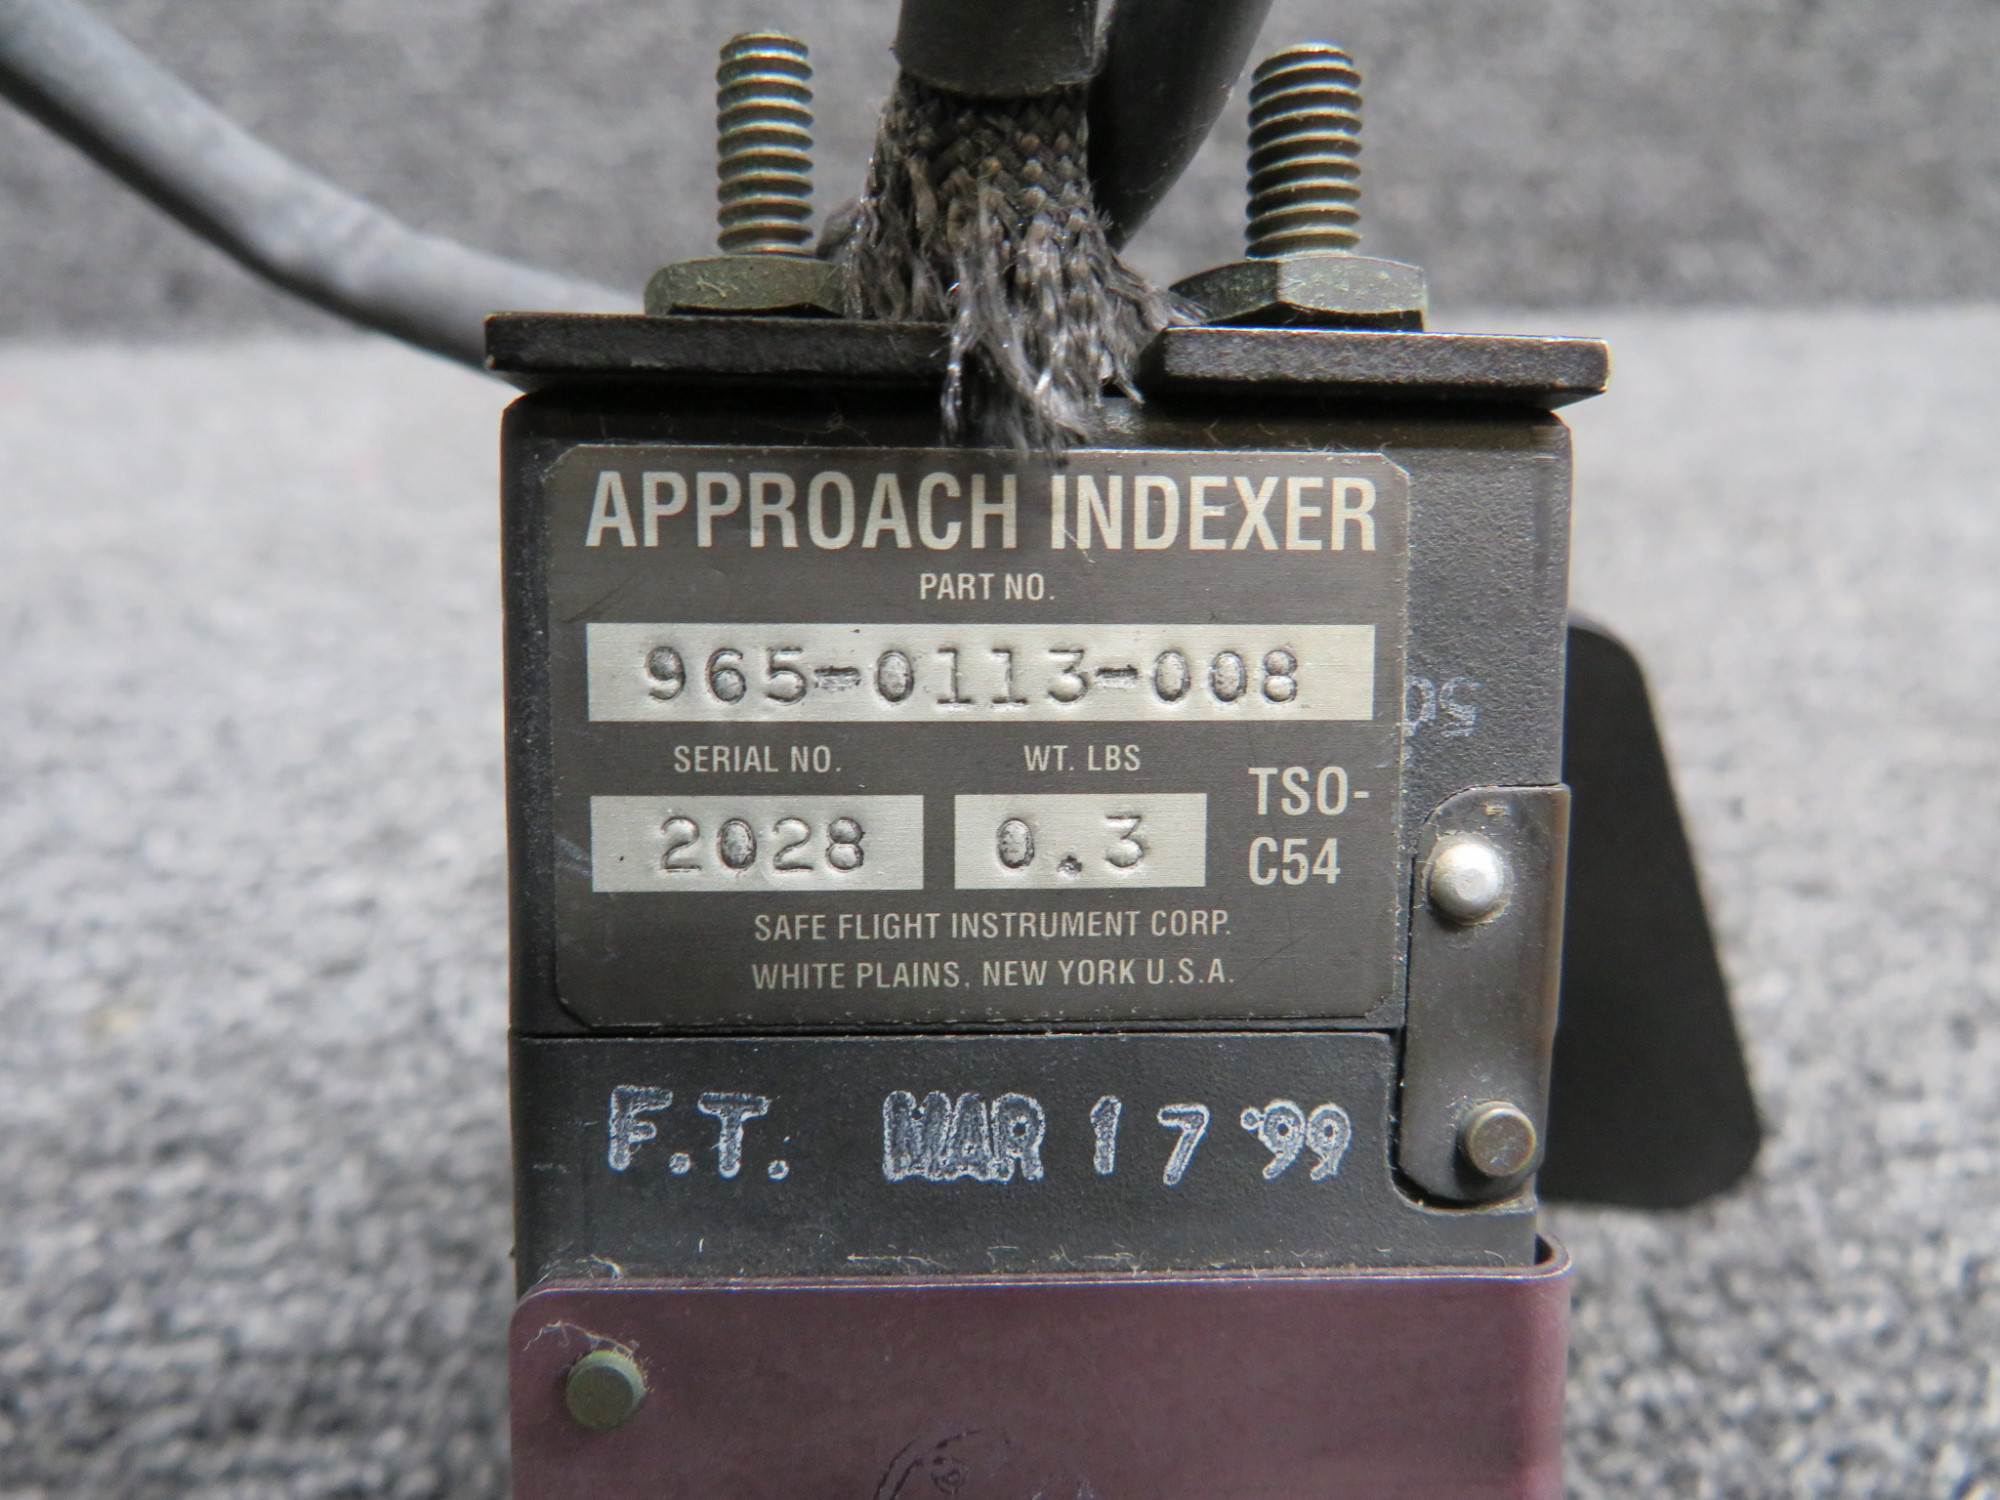 APPROACH INDEXER
PART NO.
965-0113-008
SERIAL NO. WT. LBS
2028 0.3
TSO-
C54
SAFE FLIGHT INSTRUMENT CORP.
WHITE PLAINS, NEW YORK U.S.A.
F.T. MAR 17 '99